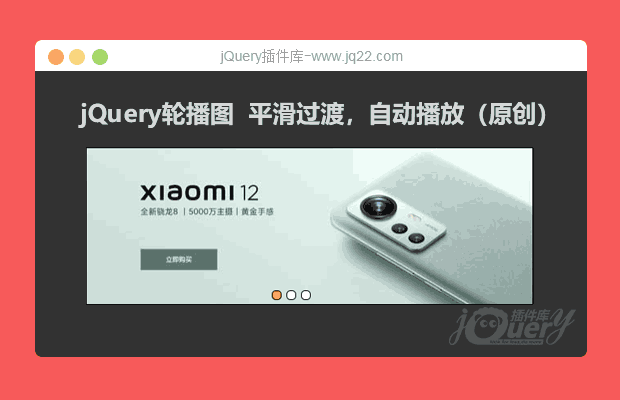 jQuery插件库-www.jq22.com
jQuery轮播图 平滑过渡，自动播放（原创）
XIAOMI 12
全新骁龙8 | 5000万主摄 | 黄金手感
立即购买
jQuery 插件库